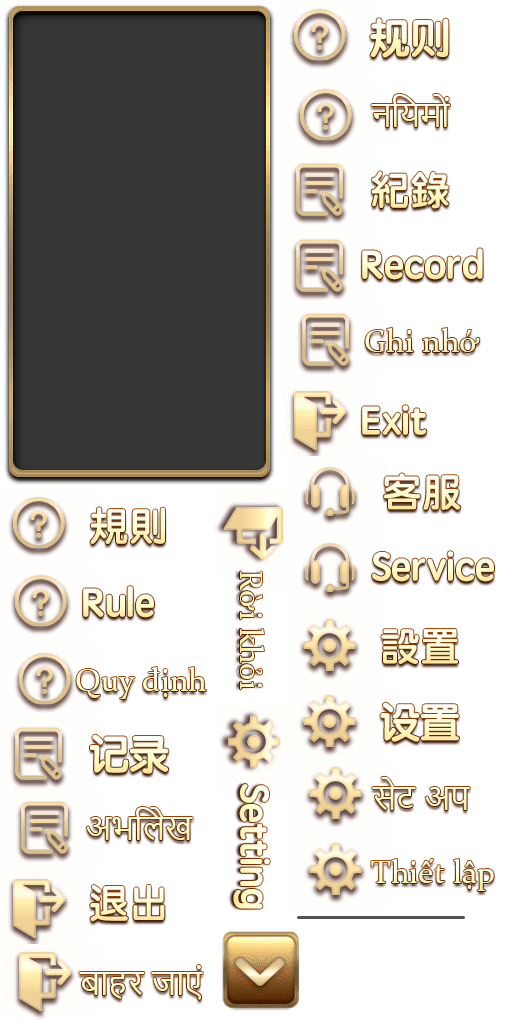 规则
नियमों
紀錄
Record
Ghi nhớ
Exit
客服
Service
設置
设置
सेट अप
Thiết lập
規則
Rule
Quy định
记录
अभिलेख
退出
बाहर जाएं
Rời khỏi
Setting